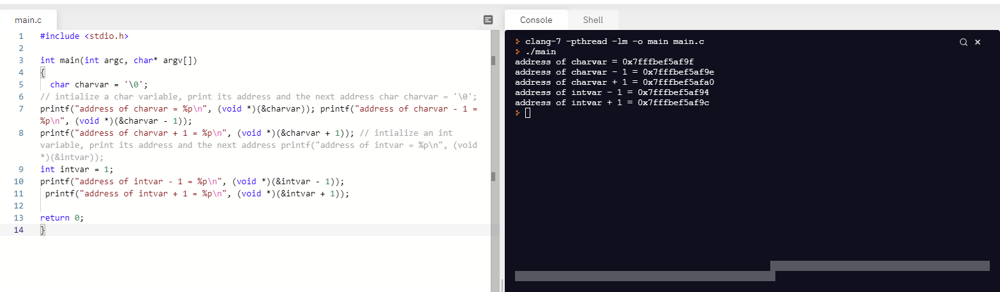 main.c
1 #include <stdio.h>
2
3 int main(int argc, char* argv[])
4 {
5 char charvar = '\0';
6 // intialize a char variable, print its address and the next address char charvar = '\0';
7 printf("address of charvar = %p\n", (void *)(&charvar)); printf("address of charvar - 1 =
%p\n", (void *)(&charvar - 1));
8 printf("address of charvar + 1 = %p\n", (void *)(&charvar + 1)); // intialize an int
variable, print its address and the next address printf("address of intvar = %p\n", (void
*)(&intvar));
9 int intvar = 1;
10 printf("address of intvar - 1 = %p\n", (void *)(&intvar - 1));
11 printf("address of intvar + 1 = %p\n", (void *)(&intvar + 1));
12
13 return 0;
14 }
Console Shell
clang-7 -pthread -lm -o main main.c
./main
address of charvar = 0x7fffbef5af9f
address of charvar - 1 = 0x7fffbef5af9e
address of charvar + 1 = 0x7fffbef5afa0
address of intvar - 1 = 0x7fffbef5af94
address of intvar + 1 = 0x7fffbef5af9c